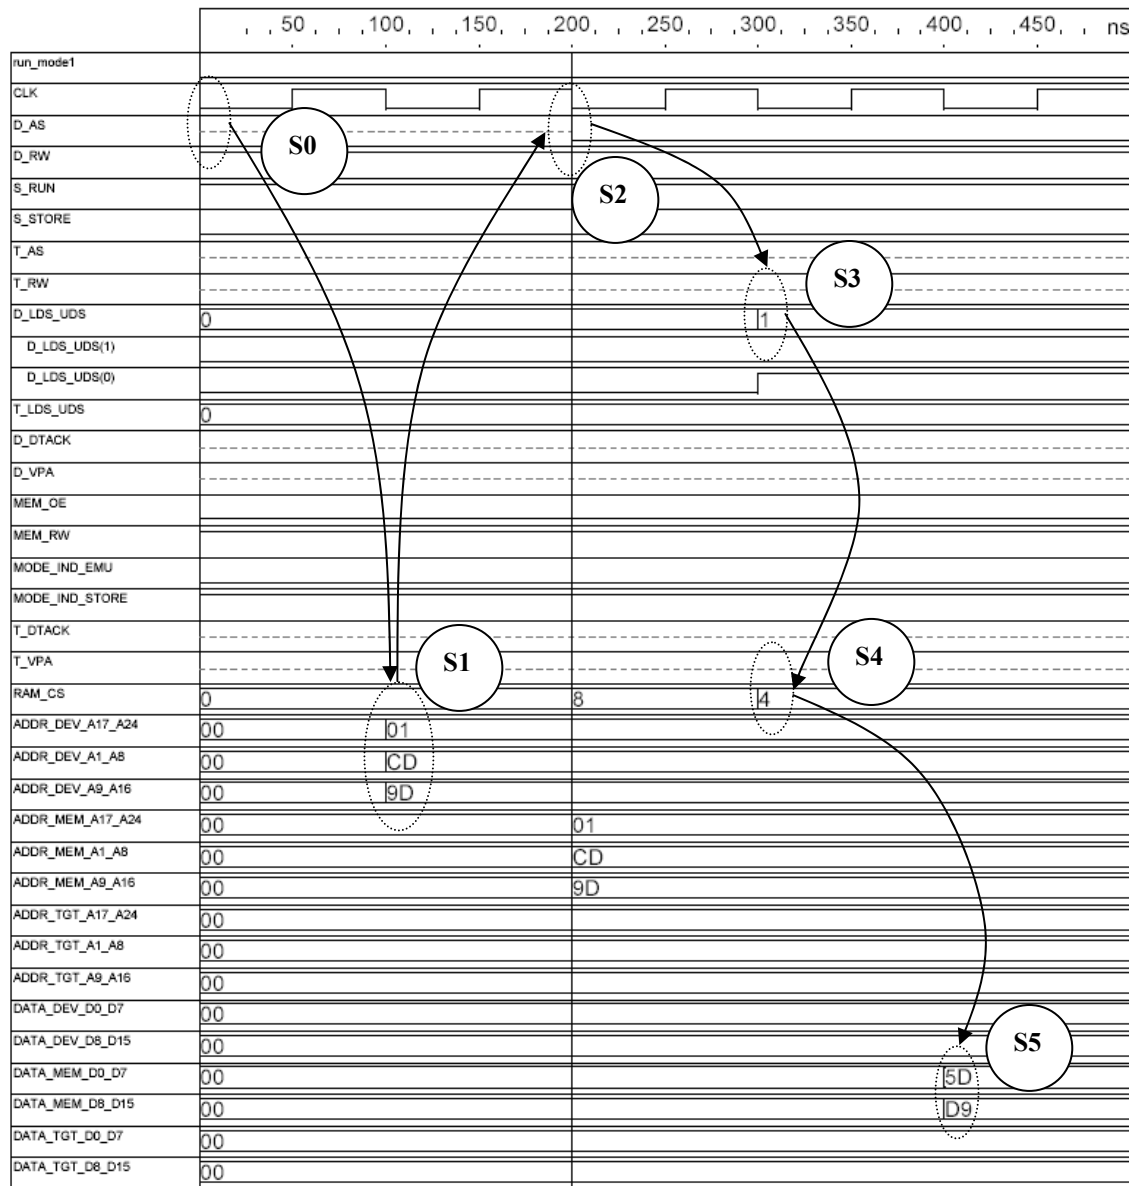 50 100 150 200 250 300 350 400 450 ns
run_mode1
CLK
D_AS
S0
D_RW
S_RUN
S2
S_STORE
T_AS
T_RW
S3
D_LDS_UDS 0 1
D_LDS_UDS(1)
D_LDS_UDS(0)
T_LDS_UDS 0
D_DTACK
D_VPA
MEM_OE
MEM_RW
MODE_IND_EMU
MODE_IND_STORE
T_DTACK
T_VPA S1 S4
RAM_CS 0 8 4
ADDR_DEV_A17_A24 00 01
ADDR_DEV_A1_A8 00 CD
ADDR_DEV_A9_A16 00 9D
ADDR_MEM_A17_A24 00 01
ADDR_MEM_A1_A8 00 CD
ADDR_MEM_A9_A16 00 9D
ADDR_TGT_A17_A24 00
ADDR_TGT_A1_A8 00
ADDR_TGT_A9_A16 00
DATA_DEV_D0_D7 00
DATA_DEV_D8_D15 00 S5
DATA_MEM_D0_D7 00 5D
DATA_MEM_D8_D15 00 D9
DATA_TGT_D0_D7 00
DATA_TGT_D8_D15 00